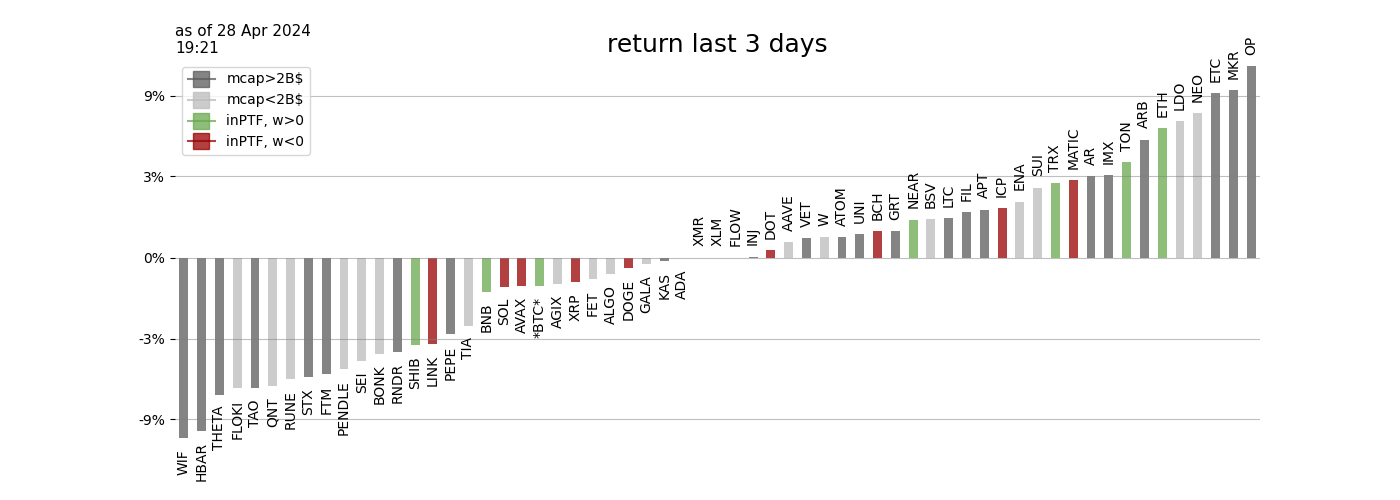 as of 28 Apr 2024
19:21
return last 3 days
mcap>2B$
mcap<2B$
inPTF, w>0
inPTF, w<0
9%
3%
0%
-3%
-9%
WIF
HBAR
THETA
FLOKI
TAO
QNT
RUNE
STX
FTM
PENDLE
SEI
BONK
RNDR
SHIB
LINK
PEPE
TIA
BNB
SOL
AVAX
*BTC*
AGIX
XRP
FET
ALGO
DOGE
GALA
KAS
ADA
XMR
XLM
FLOW
INJ
DOT
AAVE
VET
W
ATOM
UNI
BCH
GRT
NEAR
BSV
LTC
FIL
APT
ICP
ENA
SUI
TRX
MATIC
AR
IMX
TON
ARB
ETH
LDO
NEO
ETC
MKR
OP